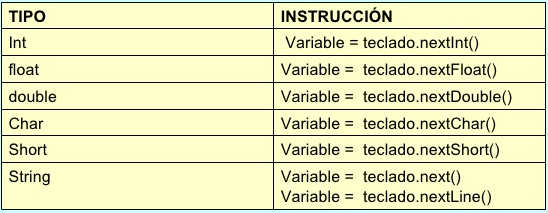 TIPO INSTRUCCIÓN
Int Variable = teclado.nextInt()
float Variable = teclado.nextFloat()
double Variable = teclado.nextDouble()
Char Variable = teclado.nextChar()
Short Variable = teclado.nextShort()
String Variable = teclado.next()
Variable = teclado.nextLine()